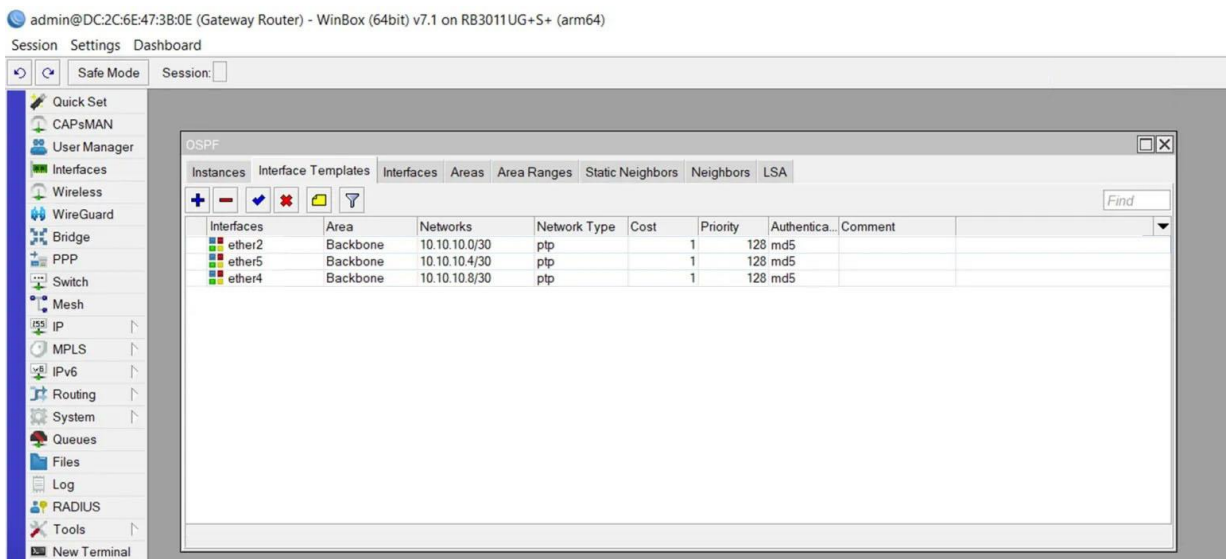 admin@DC:2C:6E:47:3B:0E (Gateway Router) - WinBox (64bit) v7.1 on RB3011UG+S+ (arm64)
Session Settings Dashboard
Safe Mode Session:
Quick Set
CAPsMAN
User Manager
Interfaces
Wireless
WireGuard
Bridge
PPP
Switch
Mesh
IP
MPLS
IPv6
Routing
System
Queues
Files
Log
RADIUS
Tools
New Terminal
OSPF
Instances Interface Templates Interfaces Areas Area Ranges Static Neighbors Neighbors LSA
Find
Interfaces Area Networks Network Type Cost Priority Authentica... Comment
ether2 Backbone 10.10.10.0/30 ptp 1 128 md5
ether5 Backbone 10.10.10.4/30 ptp 1 128 md5
ether4 Backbone 10.10.10.8/30 ptp 1 128 md5